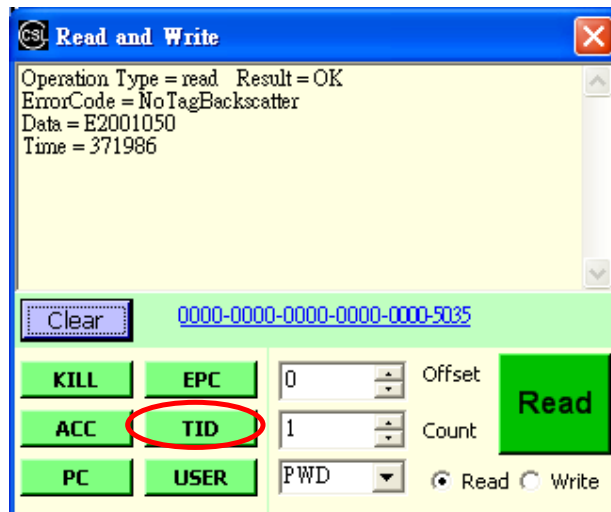 CSL Read and Write
Operation Type = read Result = OK
ErrorCode = NoTagBackscatter
Data = E2001050
Time = 371986
Clear 0000-0000-0000-0000-0000-5035
KILL EPC 0 Offset
ACC TID 1 Count Read
PC USER PWD Read Write